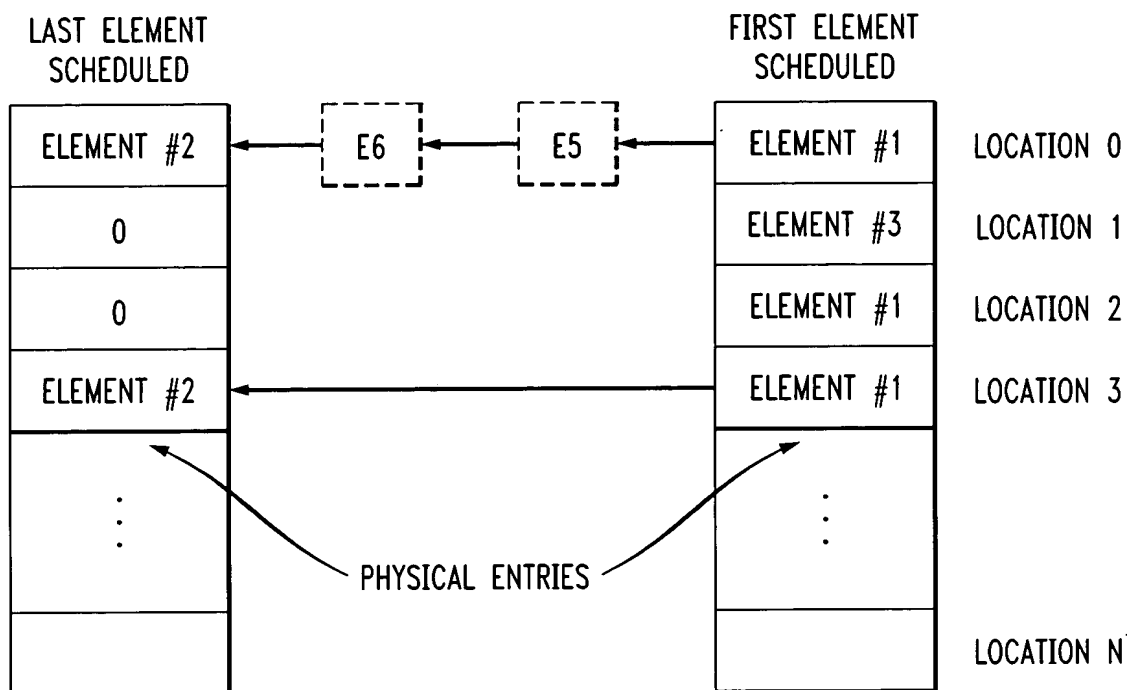 LAST ELEMENT
SCHEDULED
FIRST ELEMENT
SCHEDULED
ELEMENT #2
E6
E5
ELEMENT #1
LOCATION 0
0
ELEMENT #3
LOCATION 1
0
ELEMENT #1
LOCATION 2
ELEMENT #2
ELEMENT #1
LOCATION 3
PHYSICAL ENTRIES
LOCATION N